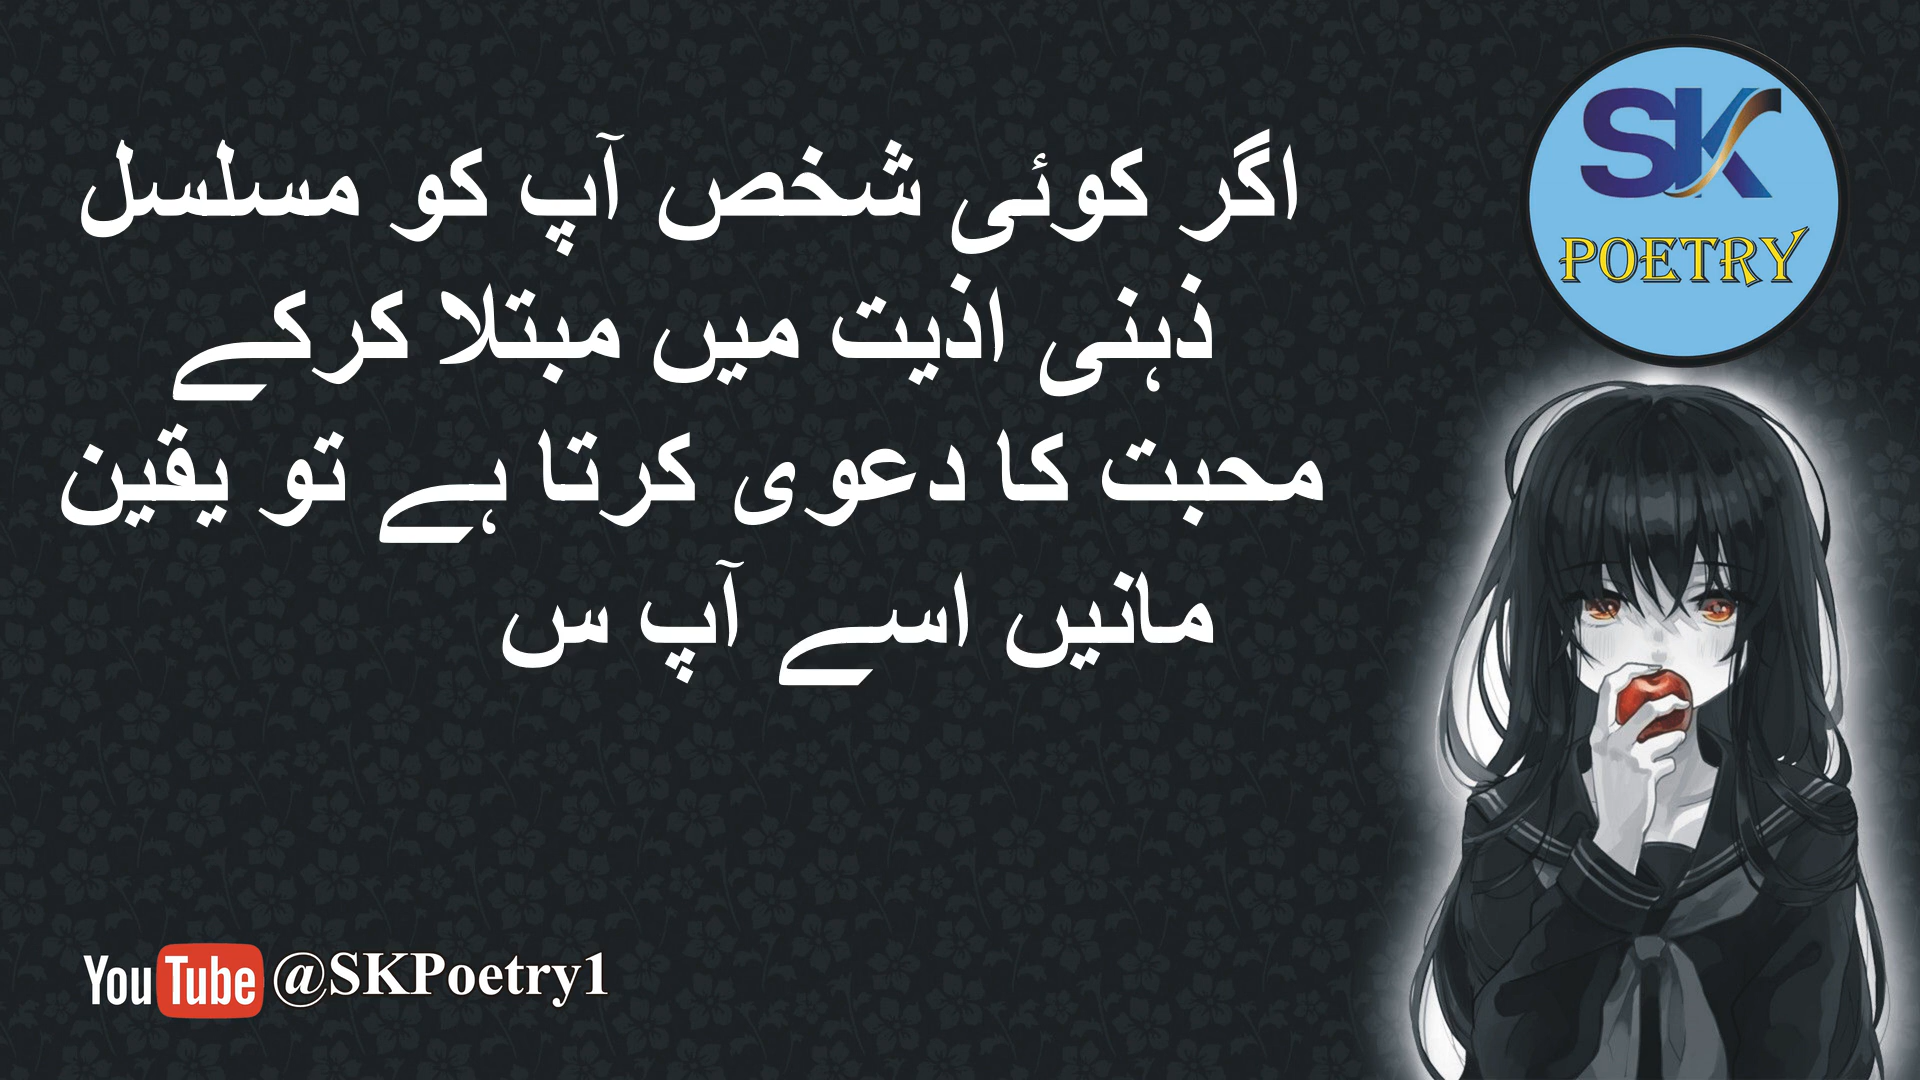 اگر کوئی شخص آپ کو مسلسل
ذہنی اذیت میں مبتلا کرکے
محبت کا دعوی کرتا ہے تو یقین
مانیں اسے آپ س
SK
POETRY
YouTube @SKPoetry1